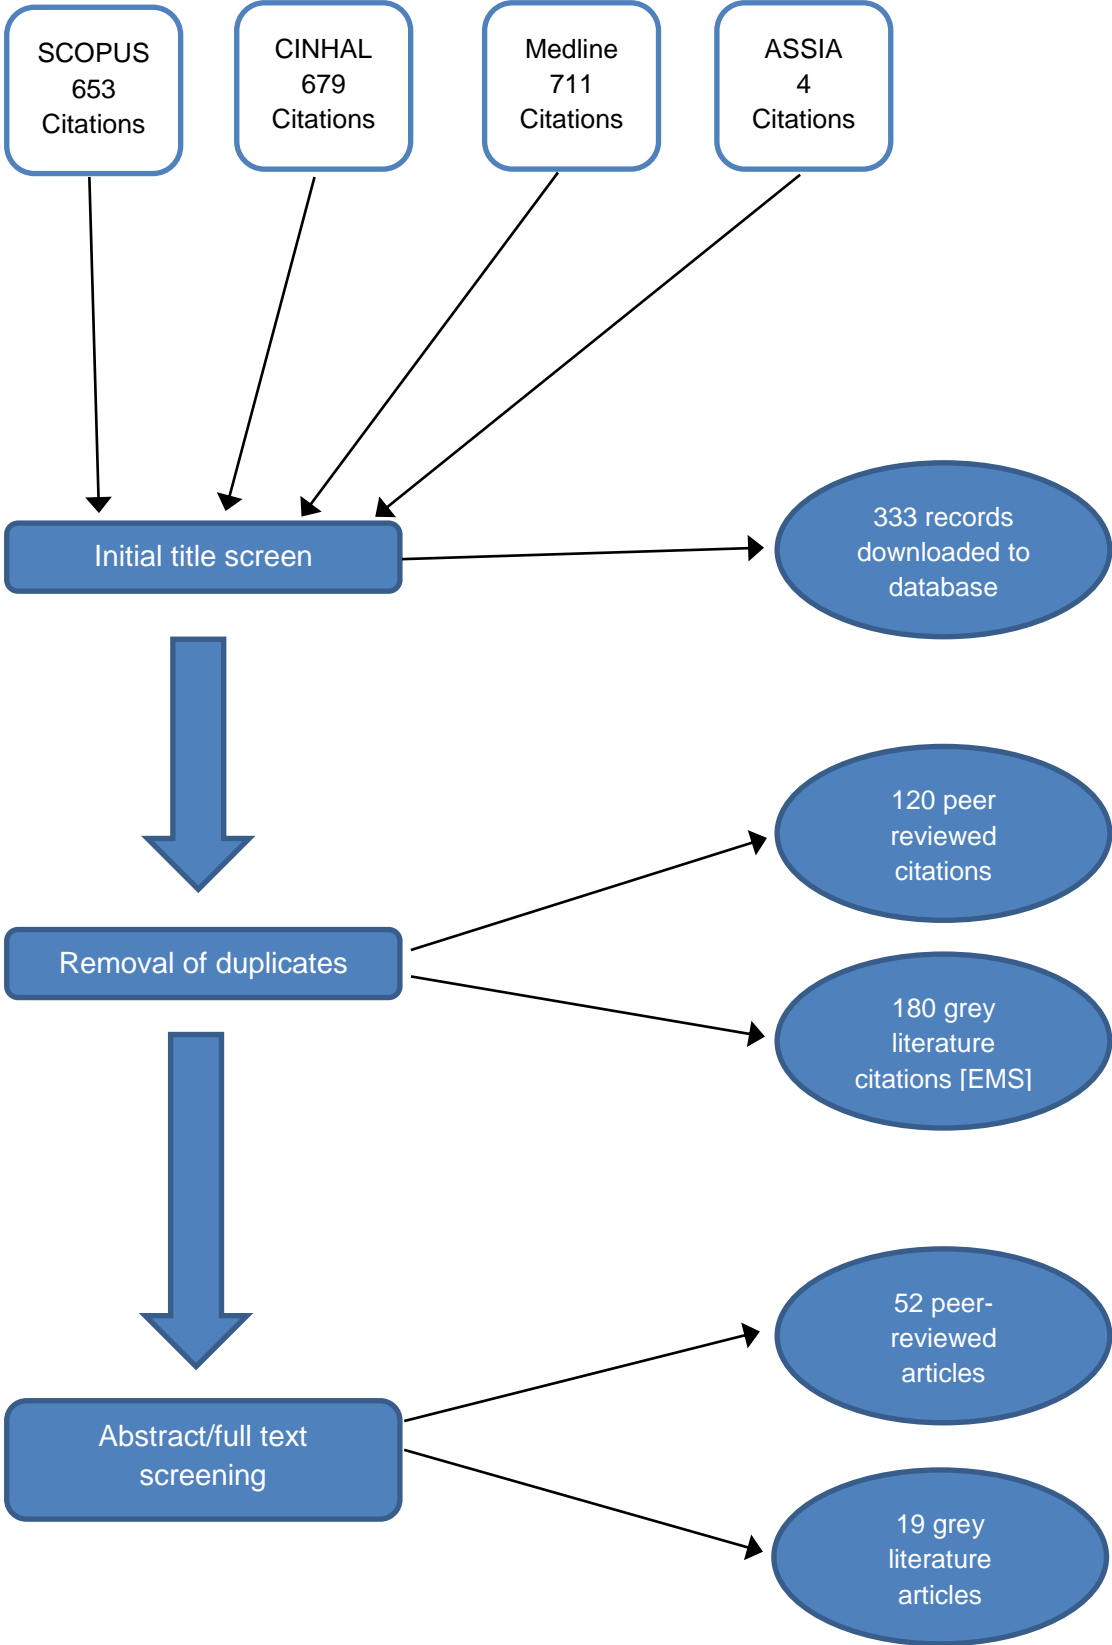 SCOPUS
653
Citations
CINHAL
679
Citations
Medline
711
Citations
ASSIA
4
Citations
Initial title screen
333 records
downloaded to
database
120 peer
reviewed
citations
Removal of duplicates
180 grey
literature
citations [EMS]
52 peer-
reviewed
articles
Abstract/full text
screening
19 grey
literature
articles